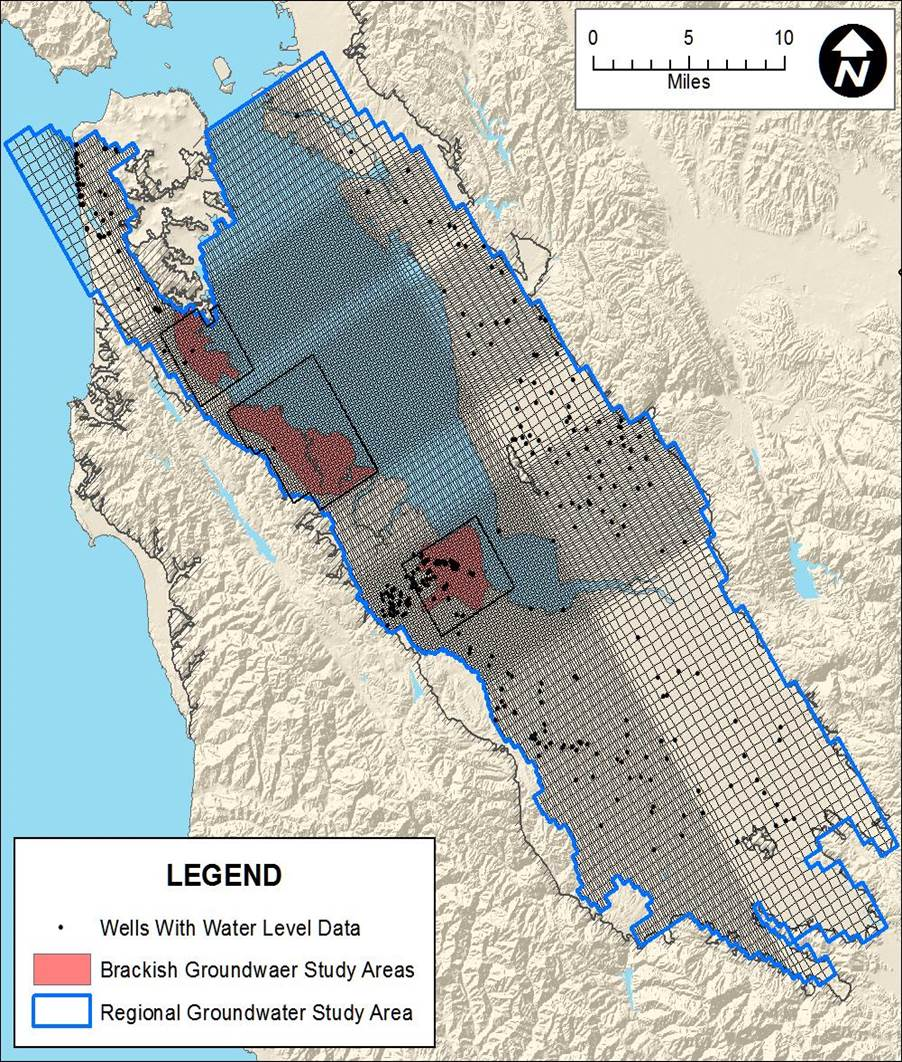 0 5 10
Miles
N
LEGEND
Wells With Water Level Data
Brackish Groundwaer Study Areas
Regional Groundwater Study Area